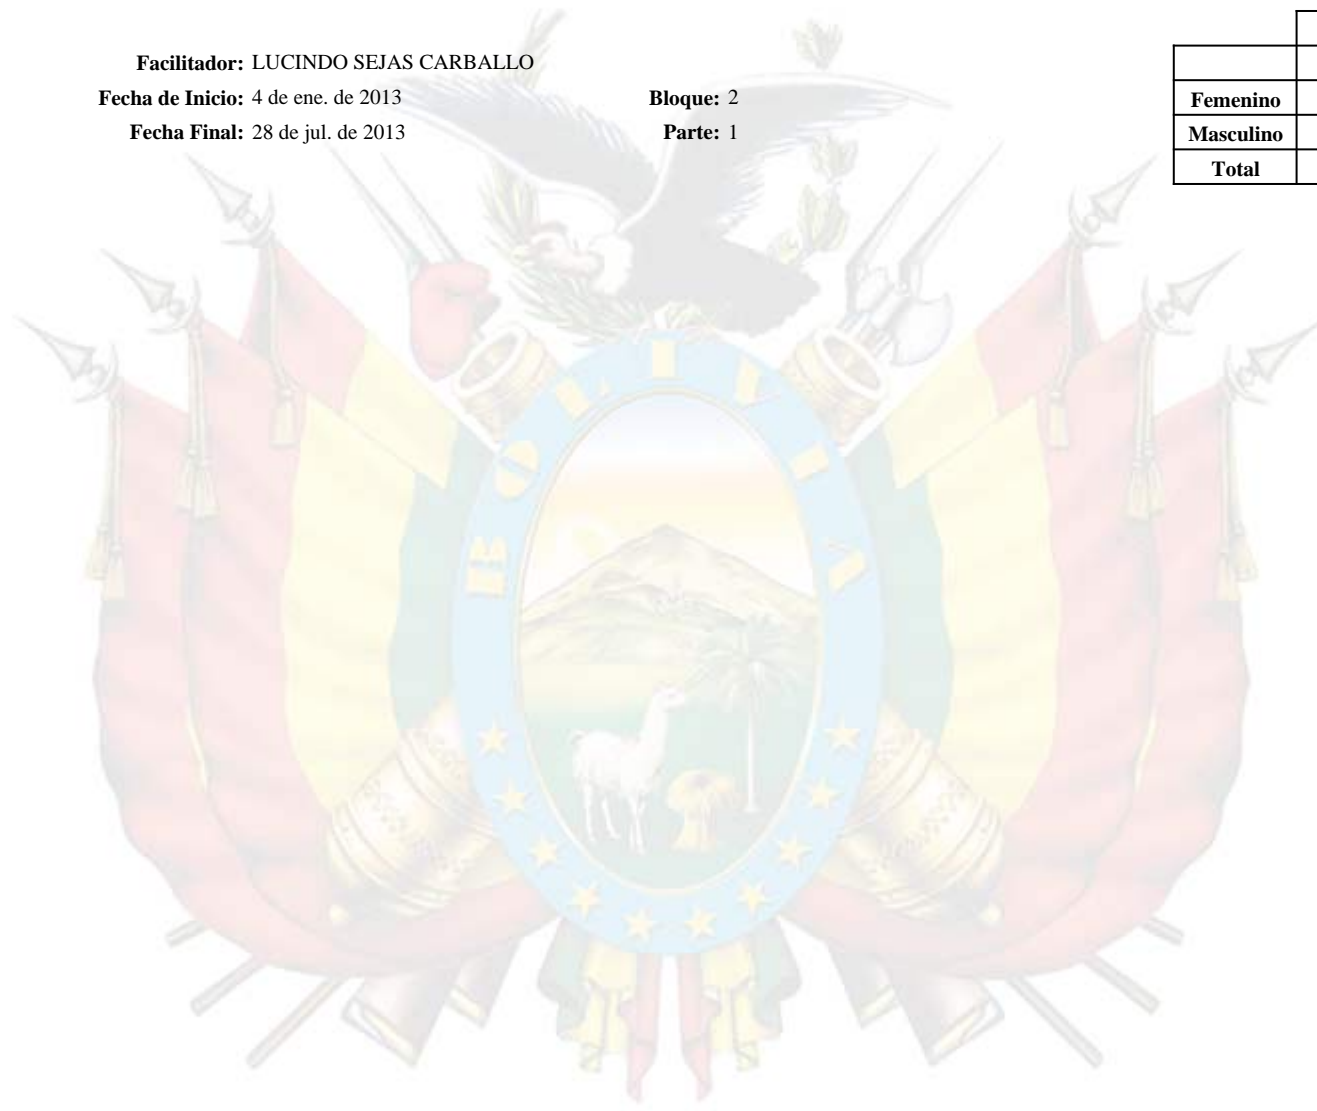 Facilitador: LUCINDO SEJAS CARBALLO
Fecha de Inicio: 4 de ene. de 2013 Bloque: 2
Fecha Final: 28 de jul. de 2013 Parte: 1
Femenino
Masculino
Total
BOLIVIA